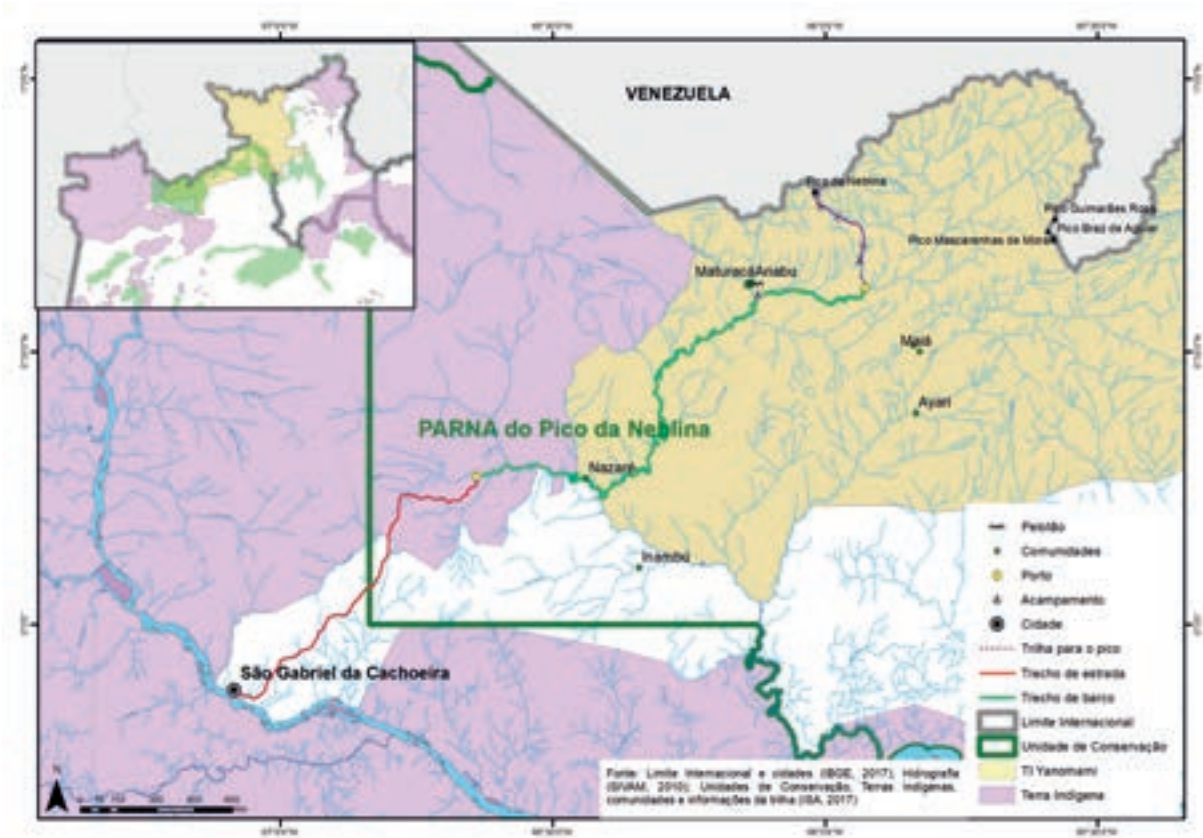 VENEZUELA
Pico da Neblina
Pico Guimarães Rosa
Pico Braz de Aguiar
Pico Mascarenhas de Morais
Maturacá
Ariabu
Maiá
Ayari
PARNA do Pico da Neblina
Nazaré
Inambú
São Gabriel da Cachoeira
Pelotão
Comunidades
Porto
Acampamento
Cidade
Trilha para o pico
Trecho de estrada
Trecho de barco
Limite Internacional
Unidade de Conservação
TI Yanomami
Terra Indígena
N
Fonte: Limite Internacional e cidades (IBGE, 2017), Hidrografia
(SIVAM, 2010); Unidades de Conservação, Terras Indígenas,
comunidades e informações da trilha (ISA, 2017)